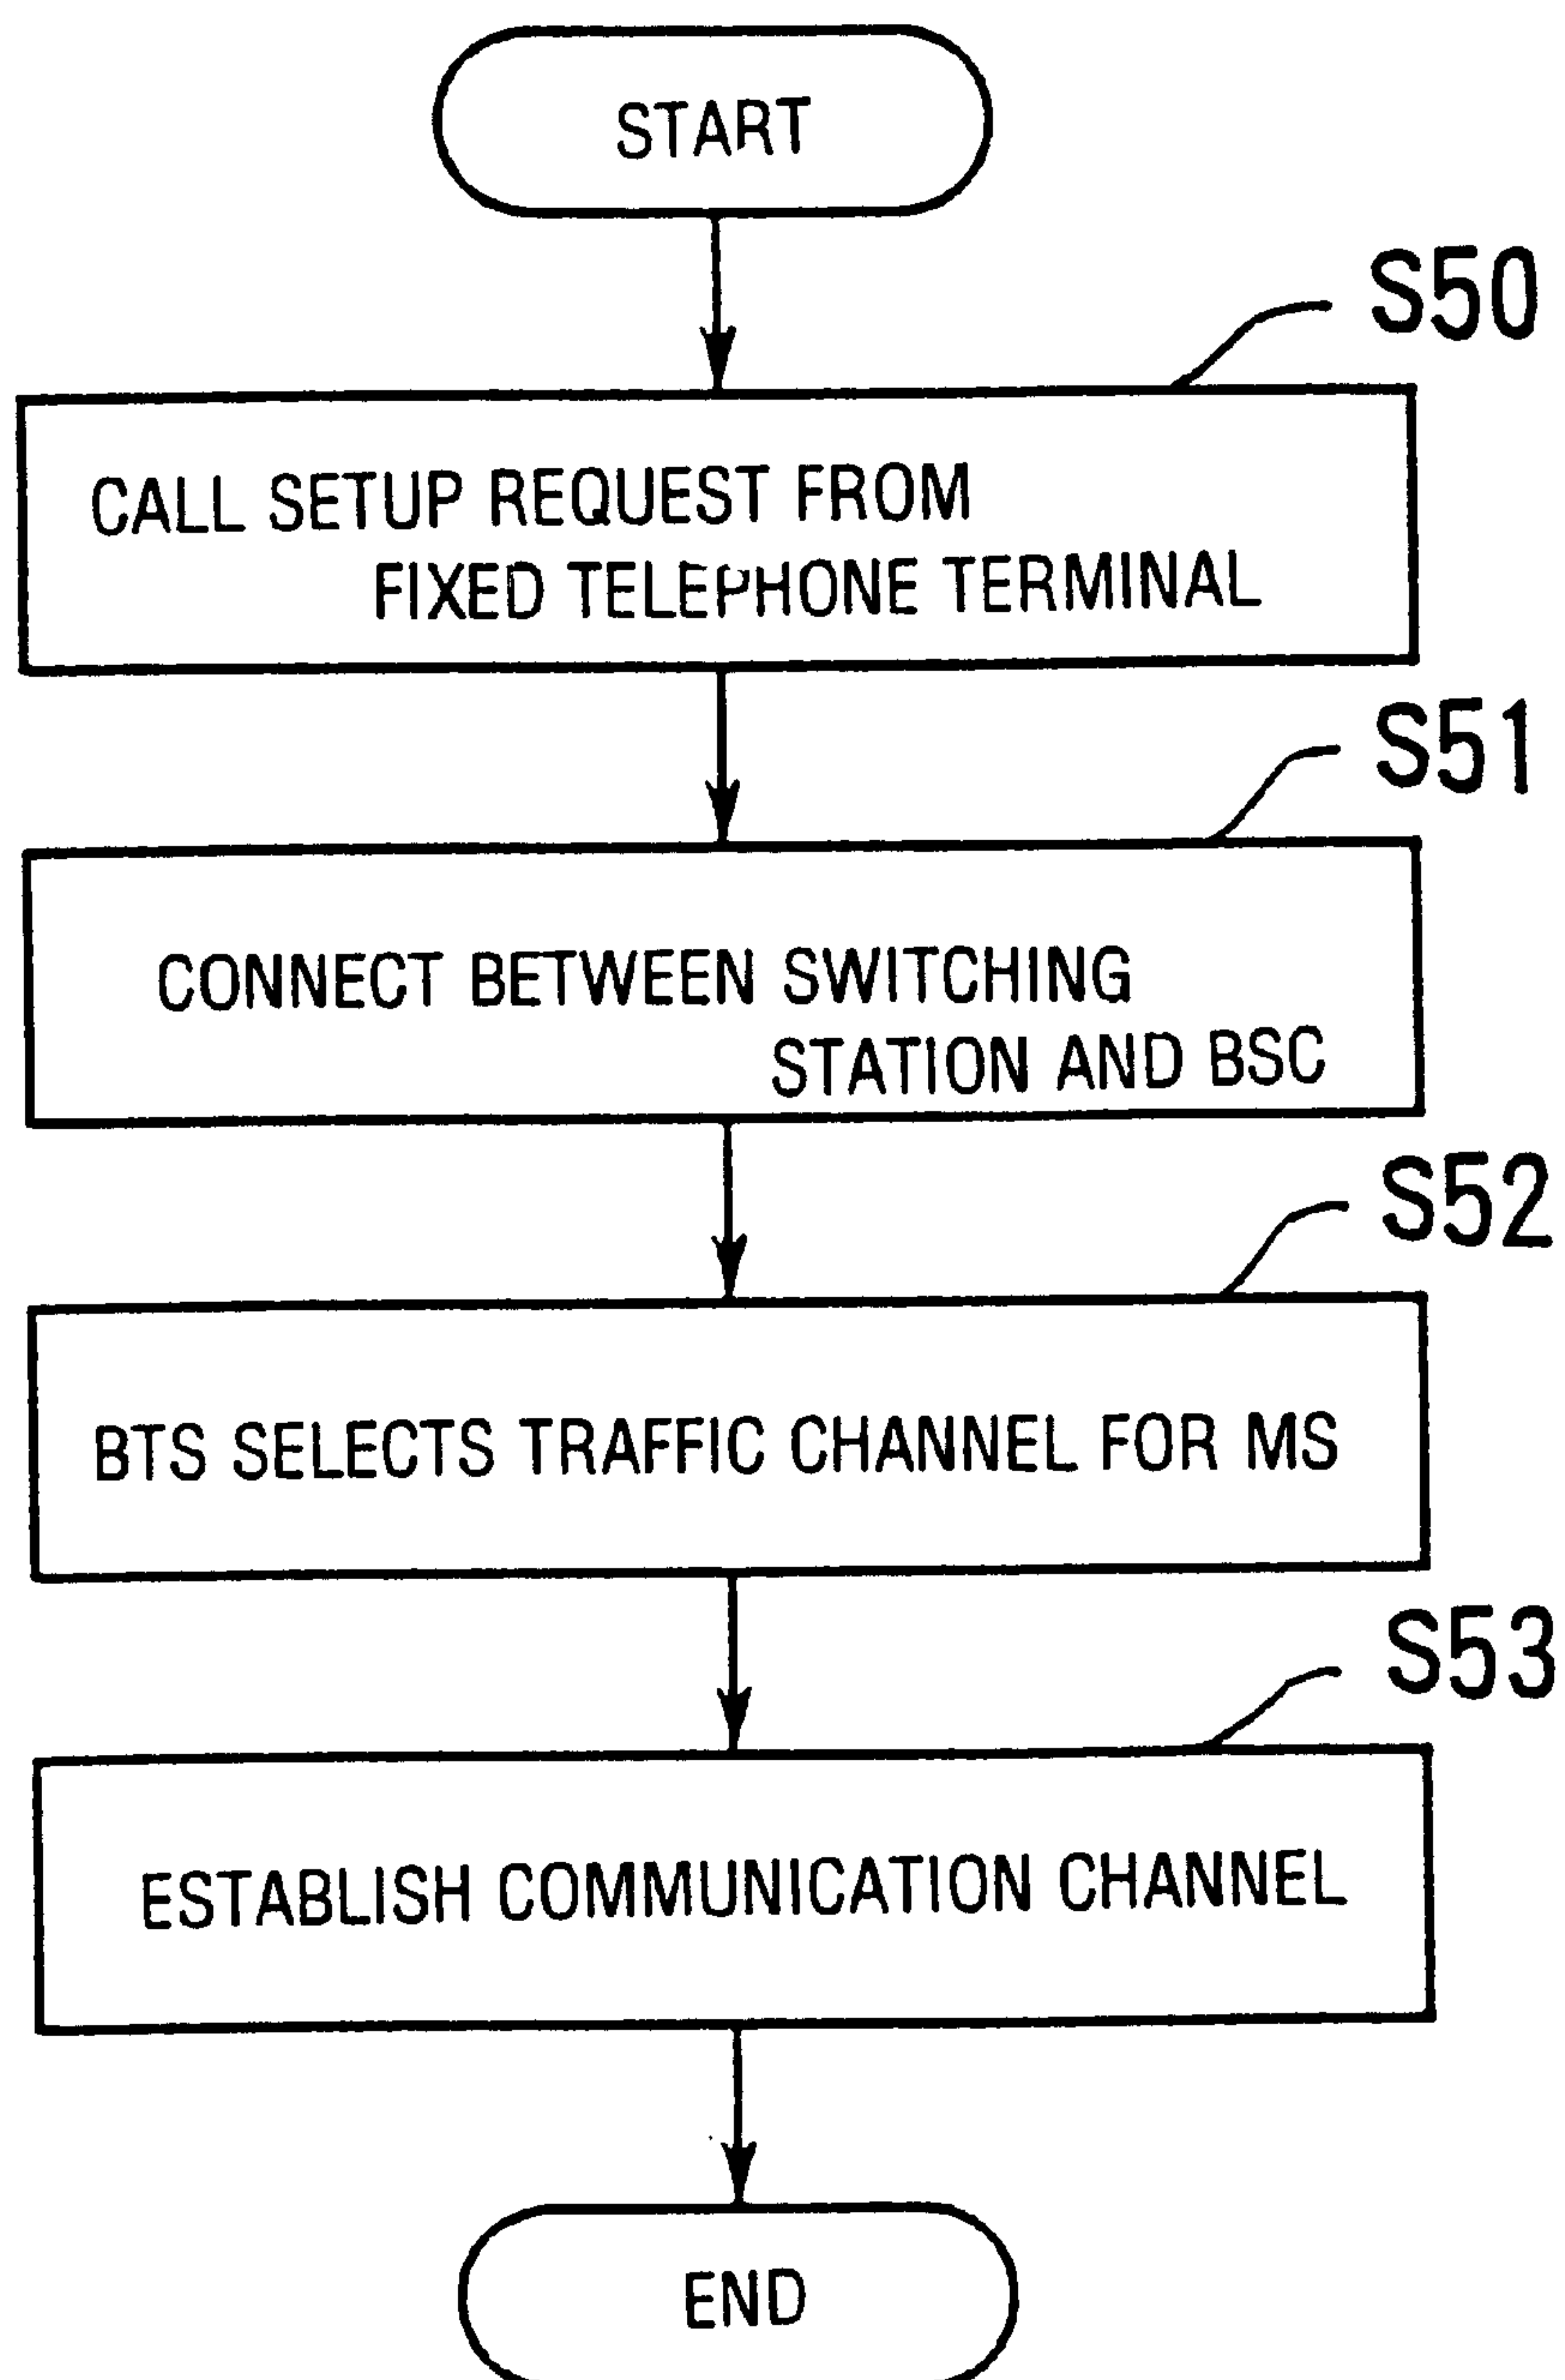 START
S50
CALL SETUP REQUEST FROM
FIXED TELEPHONE TERMINAL
S51
CONNECT BETWEEN SWITCHING
STATION AND BSC
S52
BTS SELECTS TRAFFIC CHANNEL FOR MS
S53
ESTABLISH COMMUNICATION CHANNEL
END